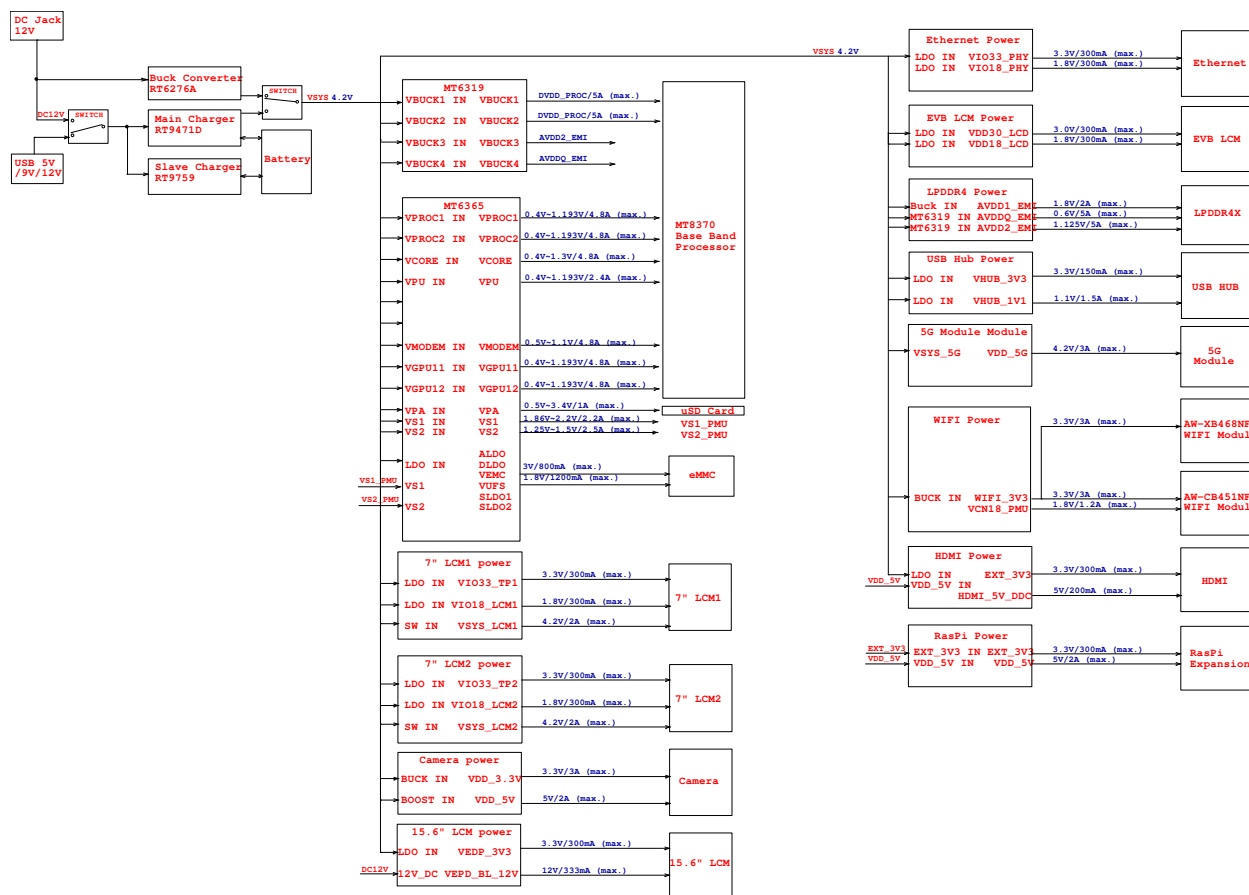 DC Jack
12V
Buck Converter
RT6276A
DC12V
SWITCH
SWITCH
VSYS 4.2V
Main Charger
RT9471D
USB 5V
/9V/12V
Slave Charger
RT9759
Battery
MT6319
VBUCK1 IN VBUCK1 DVDD_PROC/5A (max.)
VBUCK2 IN VBUCK2 DVDD_PROC/5A (max.)
VBUCK3 IN VBUCK3 AVDD2_EMI
VBUCK4 IN VBUCK4 AVDDQ_EMI
MT6365
VPROC1 IN VPROC1 0.4V~1.193V/4.8A (max.)
VPROC2 IN VPROC2 0.4V~1.193V/4.8A (max.)
VCORE IN VCORE 0.4V~1.3V/4.8A (max.)
VPU IN VPU 0.4V~1.193V/2.4A (max.)
VMODEM IN VMODEM 0.5V~1.1V/4.8A (max.)
VGPU11 IN VGPU11 0.4V~1.193V/4.8A (max.)
VGPU12 IN VGPU12 0.4V~1.193V/4.8A (max.)
VPA IN VPA 0.5V~3.4V/1A (max.)
VS1 IN VS1 1.86V~2.2V/2.2A (max.)
VS2 IN VS2 1.25V~1.5V/2.5A (max.)
ALDO
LDO IN DLDO
VEMC 3V/800mA (max.)
VS1_PMU VS1 VUFS 1.8V/1200mA (max.)
SLDO1
VS2_PMU VS2 SLDO2
MT8370
Base Band
Processor
uSD Card
VS1_PMU
VS2_PMU
eMMC
7" LCM1 power
LDO IN VIO33_TP1 3.3V/300mA (max.)
LDO IN VIO18_LCM1 1.8V/300mA (max.)
SW IN VSYS_LCM1 4.2V/2A (max.)
7" LCM1
7" LCM2 power
LDO IN VIO33_TP2 3.3V/300mA (max.)
LDO IN VIO18_LCM2 1.8V/300mA (max.)
SW IN VSYS_LCM2 4.2V/2A (max.)
7" LCM2
Camera power
BUCK IN VDD_3.3V 3.3V/3A (max.)
BOOST IN VDD_5V 5V/2A (max.)
Camera
15.6" LCM power
LDO IN VEDP_3V3 3.3V/300mA (max.)
DC12V 12V_DC VEPD_BL_12V 12V/333mA (max.)
15.6" LCM
VSYS 4.2V
Ethernet Power
LDO IN VIO33_PHY 3.3V/300mA (max.)
LDO IN VIO18_PHY 1.8V/300mA (max.)
Ethernet
EVB LCM Power
LDO IN VDD30_LCD 3.0V/300mA (max.)
LDO IN VDD18_LCD 1.8V/300mA (max.)
EVB LCM
LPDDR4 Power
Buck IN AVDD1_EMI 1.8V/2A (max.)
MT6319 IN AVDDQ_EMI 0.6V/5A (max.)
MT6319 IN AVDD2_EMI 1.125V/5A (max.)
LPDDR4X
USB Hub Power
LDO IN VHUB_3V3 3.3V/150mA (max.)
LDO IN VHUB_1V1 1.1V/1.5A (max.)
USB HUB
5G Module Module
VSYS_5G VDD_5G 4.2V/3A (max.)
5G
Module
WIFI Power
3.3V/3A (max.)
AW-XB468NF
WIFI Modul
BUCK IN WIFI_3V3 3.3V/3A (max.)
VCN18_PMU 1.8V/1.2A (max.)
AW-CB451NF
WIFI Modul
HDMI Power
LDO IN EXT_3V3 3.3V/300mA (max.)
VDD_5V VDD_5V IN
HDMI_5V_DDC 5V/200mA (max.)
HDMI
RasPi Power
EXT_3V3 EXT_3V3 IN EXT_3V3 3.3V/300mA (max.)
VDD_5V VDD_5V IN VDD_5V 5V/2A (max.)
RasPi
Expansion